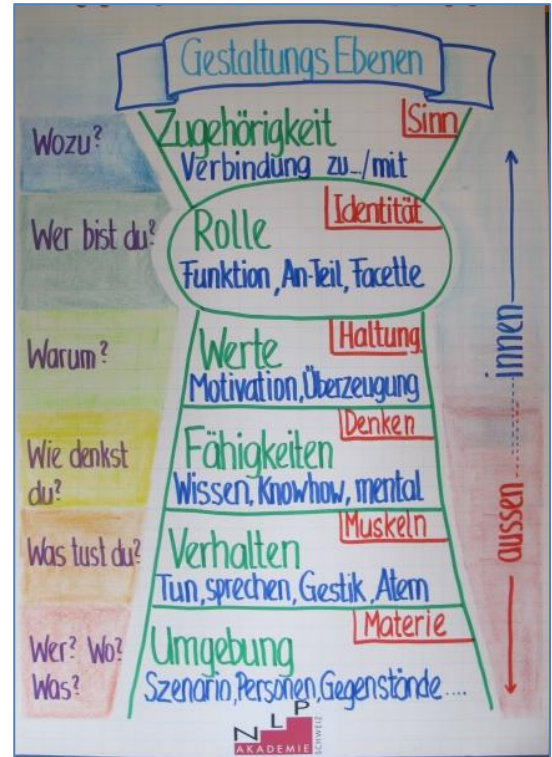 GestaltungsEbenen
Wozu?
Zugehörigkeit
Sinn
Verbindung zu.../mit
Wer bist du?
Rolle
Identität
Funktion, An-Teil, Facette
Warum?
Werte
Haltung
Motivation, Überzeugung
Wie denkst
du?
Fähigkeiten
Denken
Wissen, Knowhow, mental
Was tust du?
Verhalten
Muskeln
Tun, sprechen, Gestik, Atem
Wer? Wo?
Was?
Umgebung
Materie
Szenario, Personen, Gegenstände....
innen
aussen
NLP
AKADEMIE
SCHWEIZ